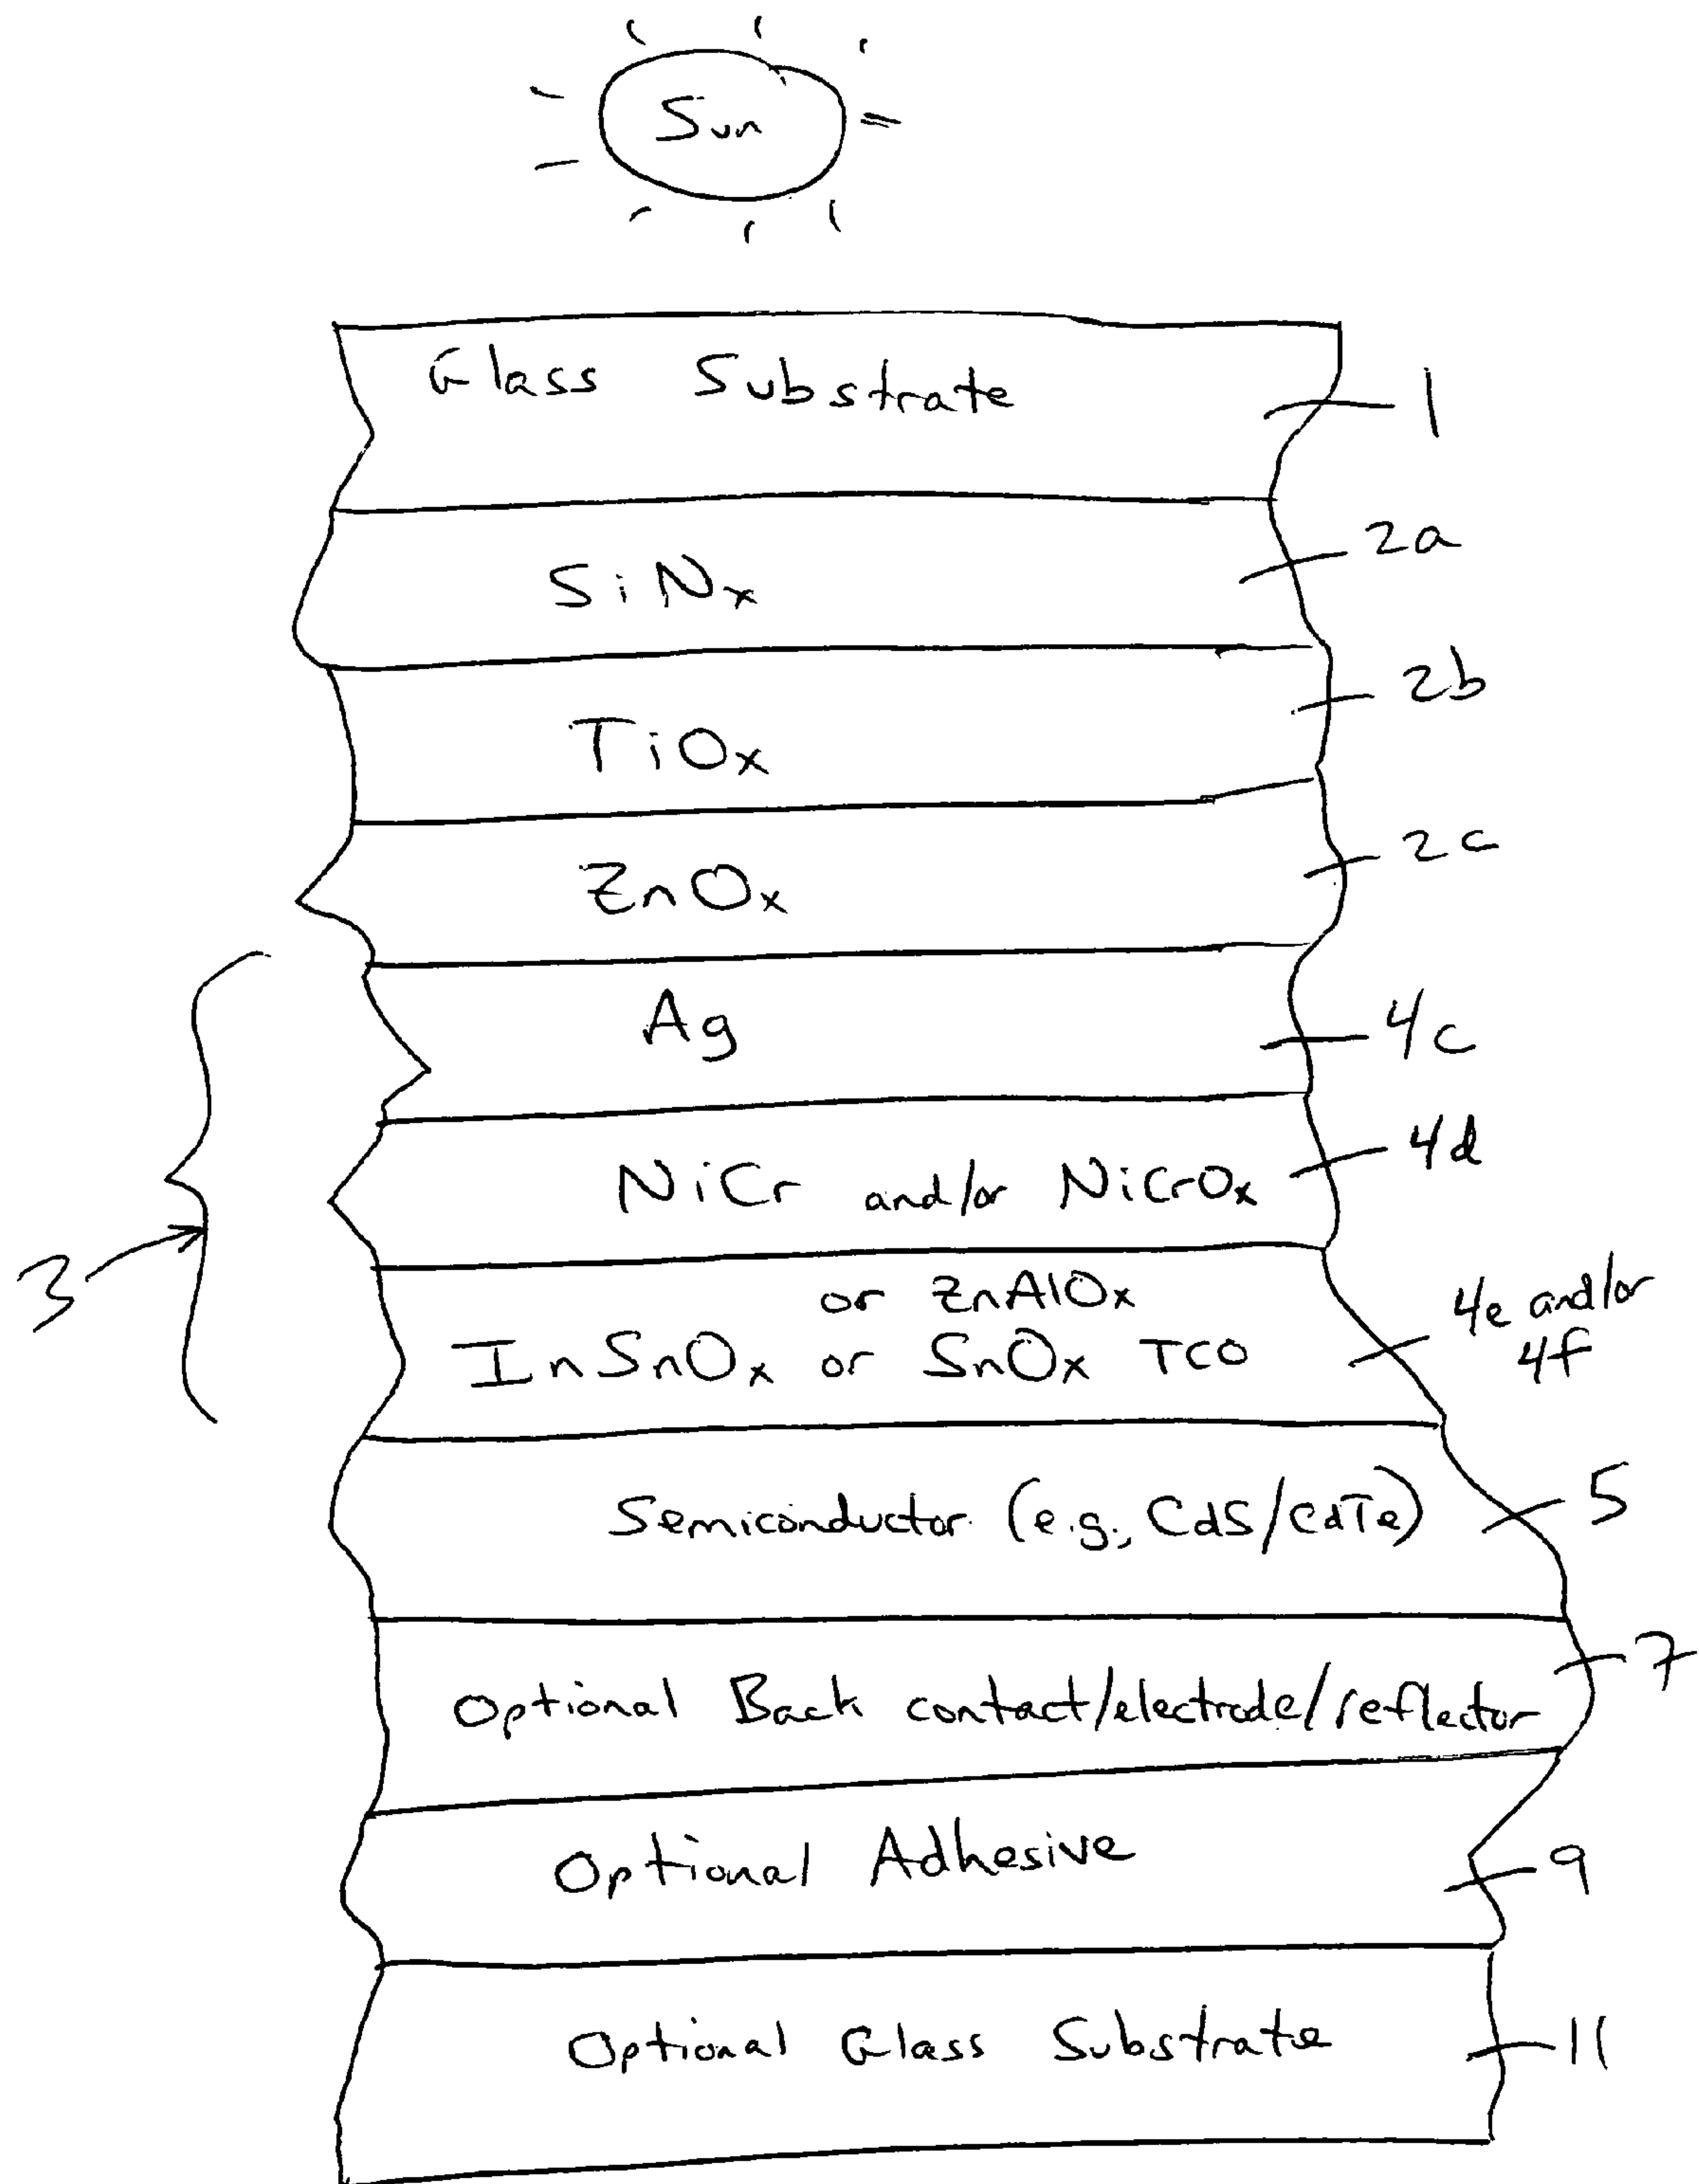 Sun
Glass Substrate
1
SiNx
2a
TiOx
2b
ZnOx
2c
Ag
4c
NiCr and/or NiCrOx
4d
3
or ZnAlOx
InSnOx or SnOx TCO
4e and/or
4f
Semiconductor (e.g., CdS/CdTe)
5
Optional Back contact/electrode/reflector
7
Optional Adhesive
9
Optional Glass Substrate
11